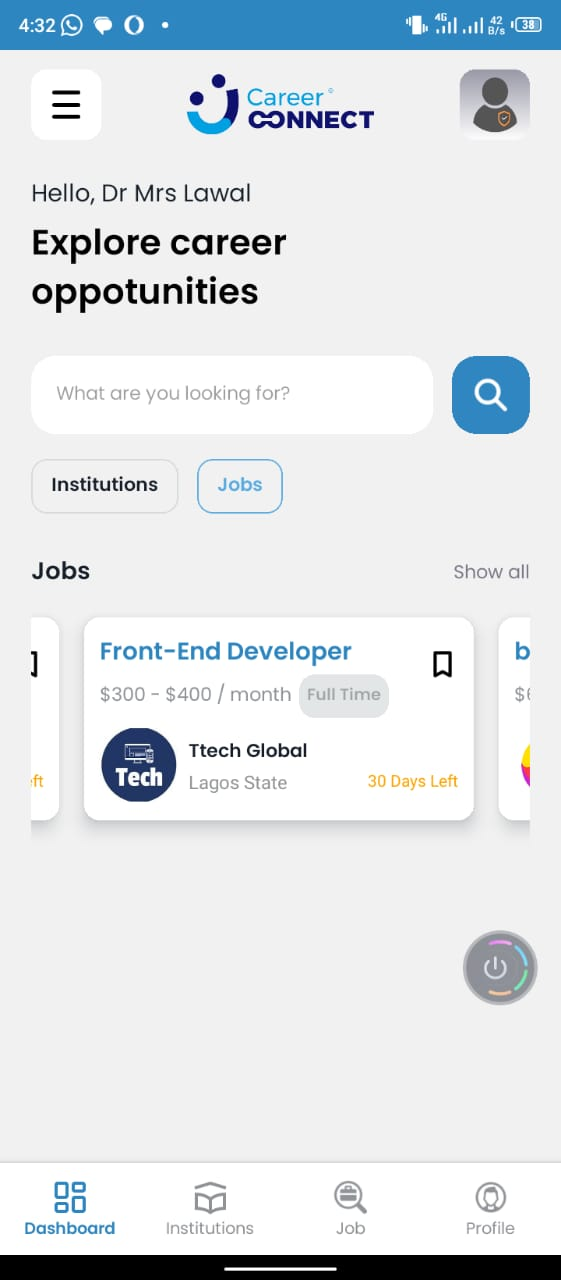 4:32
4G
42
B/s
38
Career
CONNECT
Hello, Dr Mrs Lawal
Explore career
oppotunities
What are you looking for?
Institutions
Jobs
Jobs
Show all
Front-End Developer
b
$300 - $400 / month
Full Time
Tech
Ttech Global
Lagos State
30 Days Left
ft
Dashboard
Institutions
Job
Profile